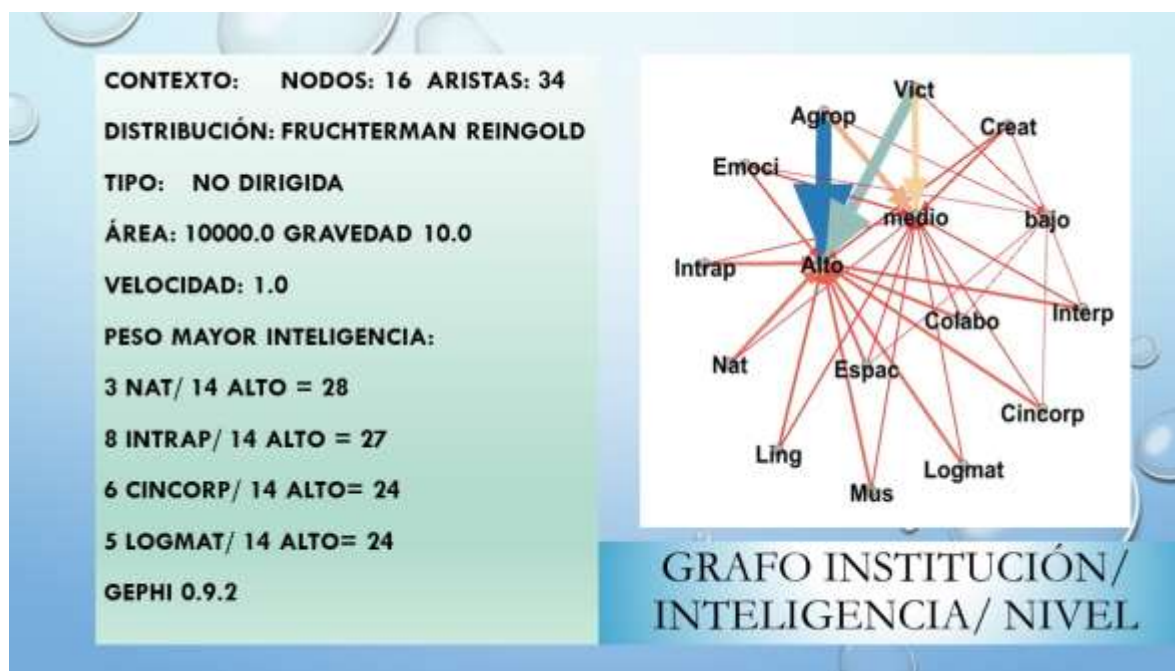 CONTEXTO: NODOS: 16 ARISTAS: 34
DISTRIBUCIÓN: FRUCHTERMAN REINGOLD
TIPO: NO DIRIGIDA
ÁREA: 10000.0 GRAVEDAD 10.0
VELOCIDAD: 1.0
PESO MAYOR INTELIGENCIA:
3 NAT/ 14 ALTO = 28
8 INTRAP/ 14 ALTO = 27
6 CINCORP/ 14 ALTO= 24
5 LOGMAT/ 14 ALTO= 24
GEPHI 0.9.2
Vict
Agrop
Creat
Emoci
medio
bajo
Intrap
Alto
Colabo
Interp
Nat
Espac
Cincorp
Ling
Logmat
Mus
GRAFO INSTITUCIÓN/
INTELIGENCIA/ NIVEL